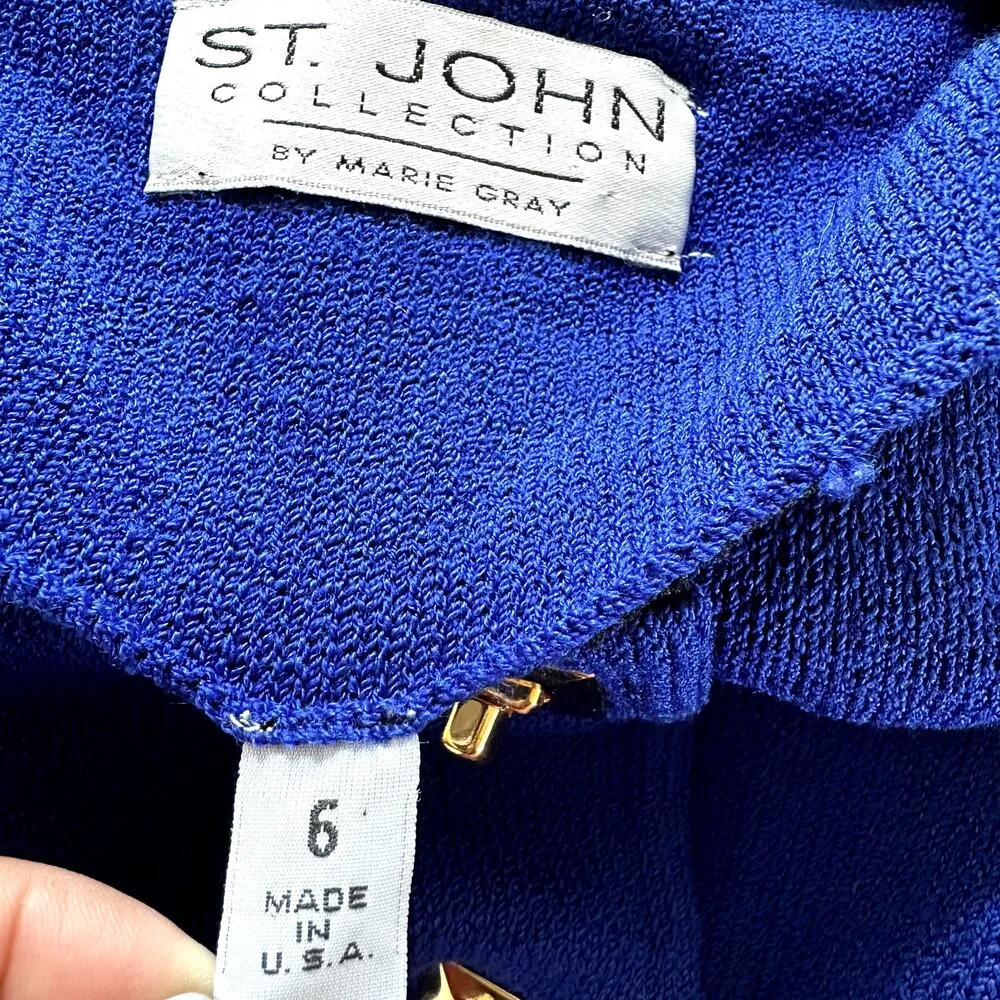 ST. JOHN
COLLECTION
BY MARIE GRAY
6
MADE
IN
U.S.A.